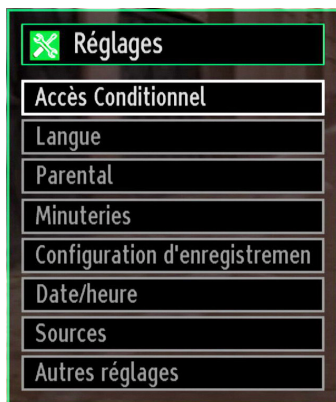 Réglages
Accès Conditionnel
Langue
Parental
Minuteries
Configuration d'enregistremen
Date/heure
Sources
Autres réglages